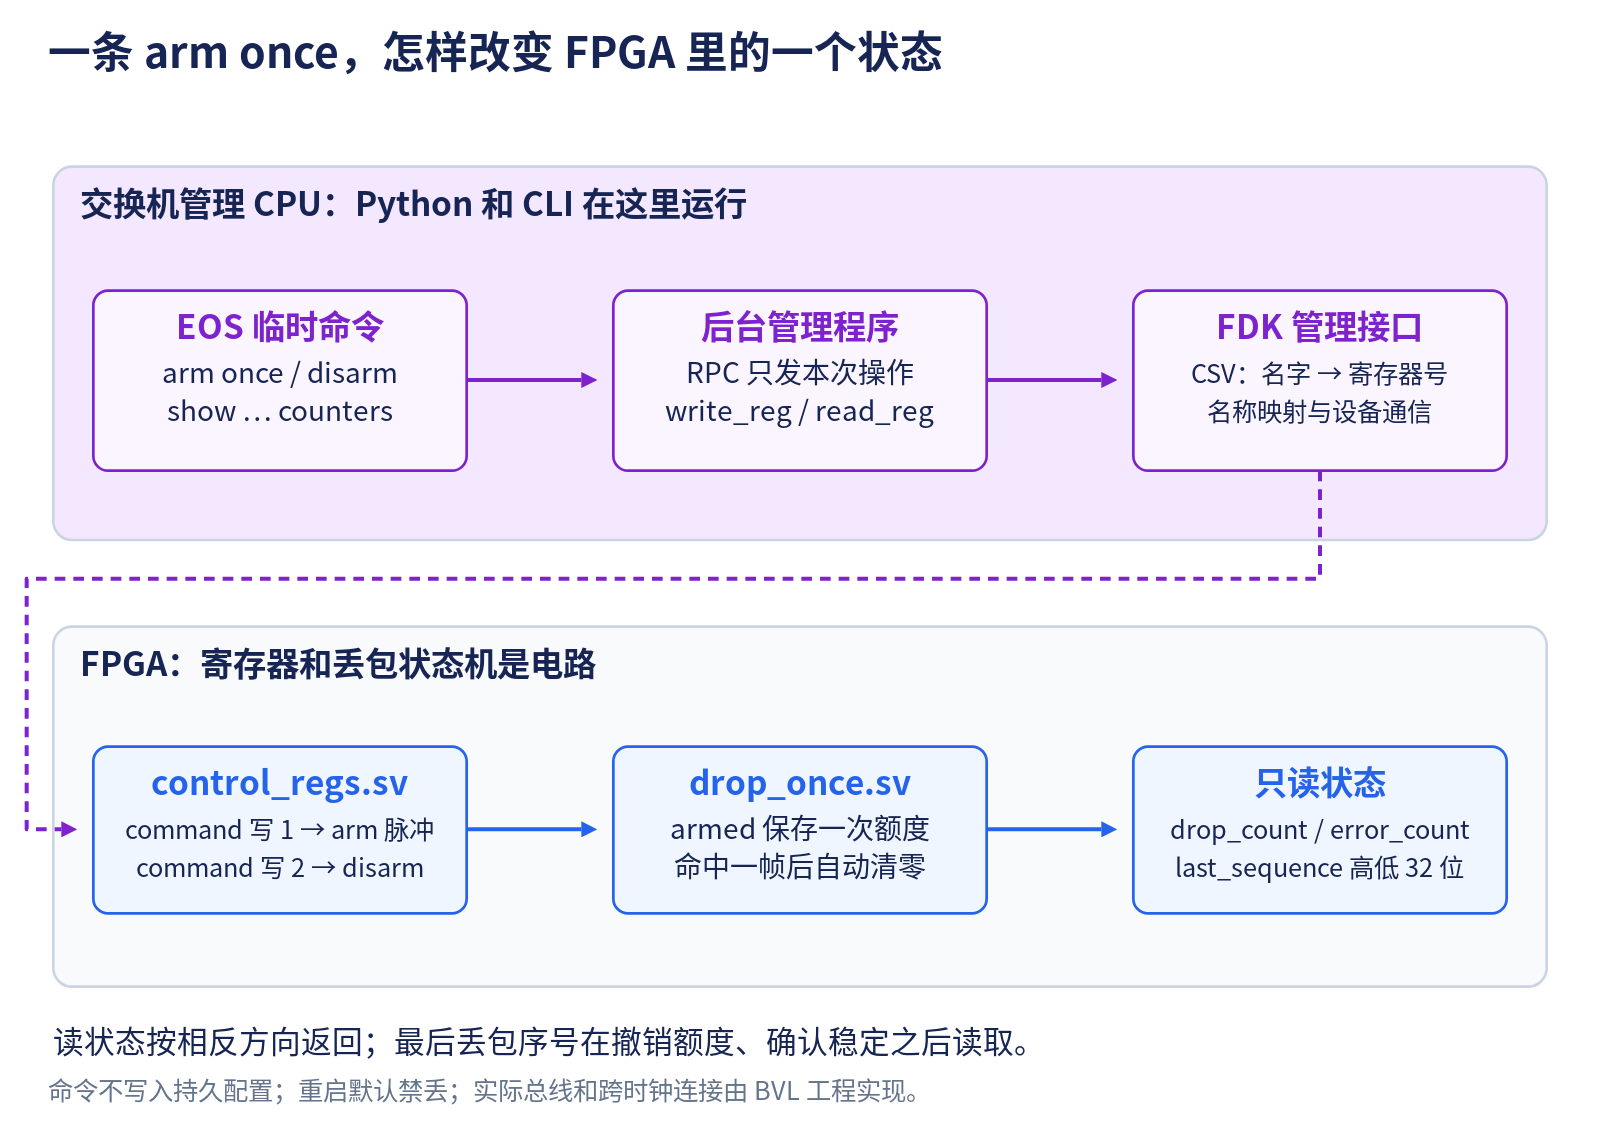 一条 arm once，怎样改变 FPGA 里的一个状态
交换机管理 CPU：Python 和 CLI 在这里运行
EOS 临时命令
arm once / disarm
show … counters
后台管理程序
RPC 只发本次操作
write_reg / read_reg
FDK 管理接口
CSV：名字 → 寄存器号
名称映射与设备通信
FPGA：寄存器和丢包状态机是电路
control_regs.sv
command 写 1 → arm 脉冲
command 写 2 → disarm
drop_once.sv
armed 保存一次额度
命中一帧后自动清零
只读状态
drop_count / error_count
last_sequence 高低 32 位
读状态按相反方向返回；最后丢包序号在撤销额度、确认稳定之后读取。
命令不写入持久配置；重启默认禁丢；实际总线和跨时钟连接由 BVL 工程实现。